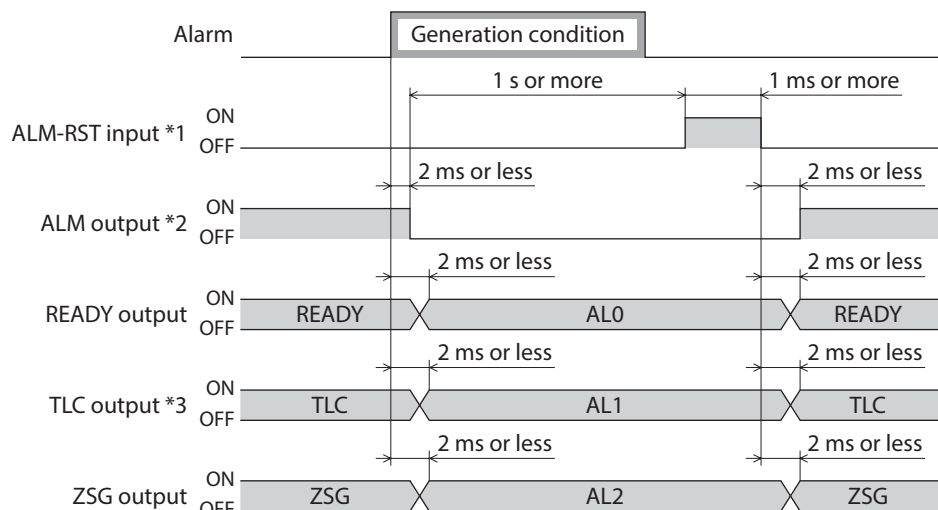 Alarm
Generation condition
1 s or more
1 ms or more
ALM-RST input *1
ON
OFF
2 ms or less
2 ms or less
ALM output *2
ON
OFF
2 ms or less
2 ms or less
READY output
ON
OFF
READY
AL0
READY
2 ms or less
2 ms or less
TLC output *3
ON
OFF
TLC
AL1
TLC
2 ms or less
2 ms or less
ZSG output
ON
OFF
ZSG
AL2
ZSG